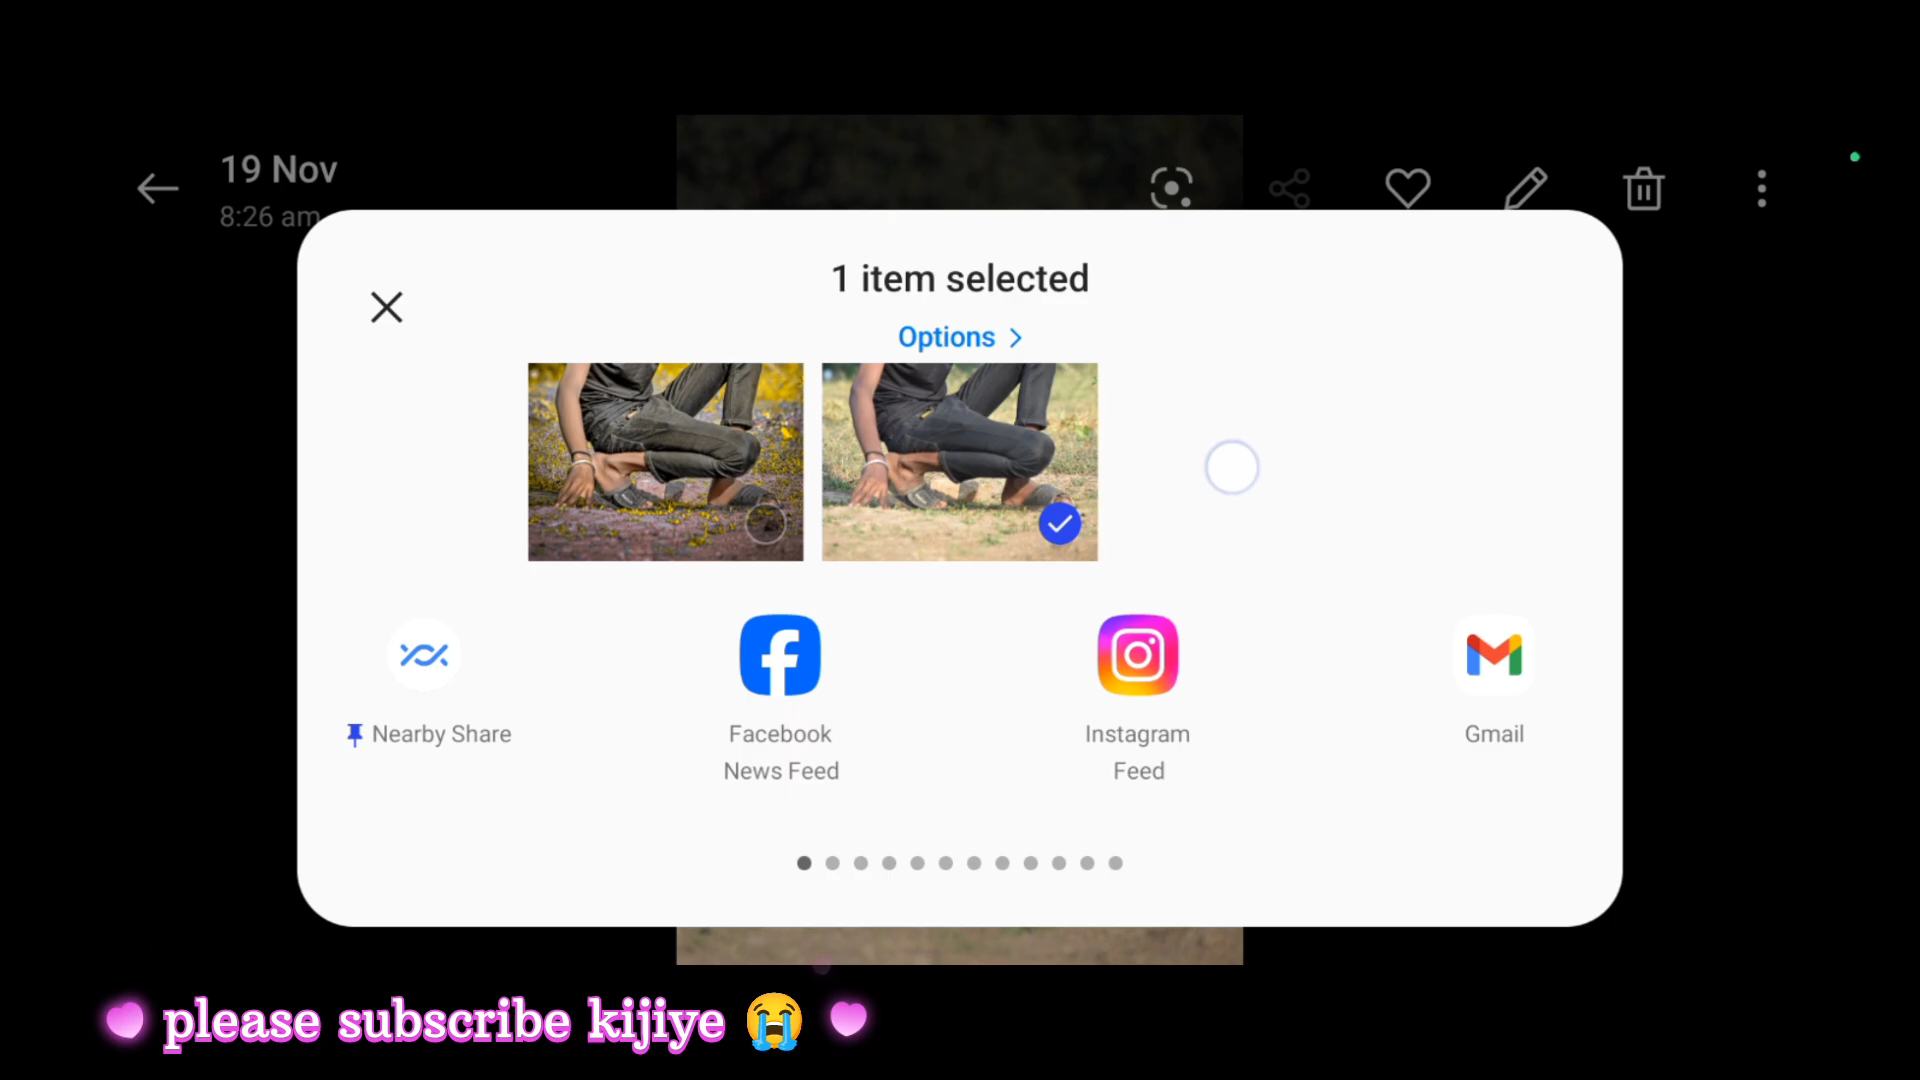 19 Nov
8:26 am
1 item selected
Options
Nearby Share
Facebook
News Feed
Instagram
Feed
Gmail
please subscribe kijiye 😭